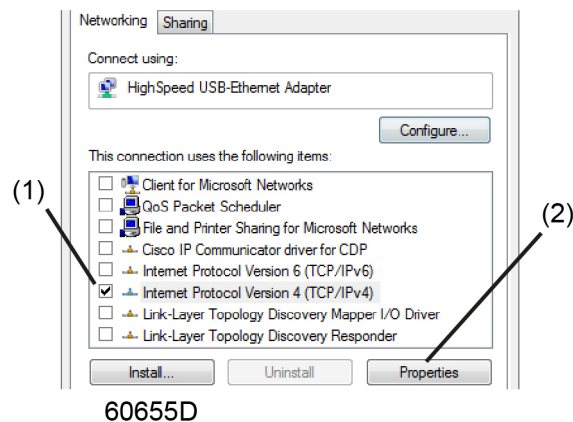 Networking Sharing
Connect using:
HighSpeed USB-Ethernet Adapter
Configure...
This connection uses the following items:
(1)
Client for Microsoft Networks
QoS Packet Scheduler
(2)
File and Printer Sharing for Microsoft Networks
Cisco IP Communicator driver for CDP
Internet Protocol Version 6 (TCP/IPv6)
Internet Protocol Version 4 (TCP/IPv4)
Link-Layer Topology Discovery Mapper I/O Driver
Link-Layer Topology Discovery Responder
Install... Uninstall Properties
60655D